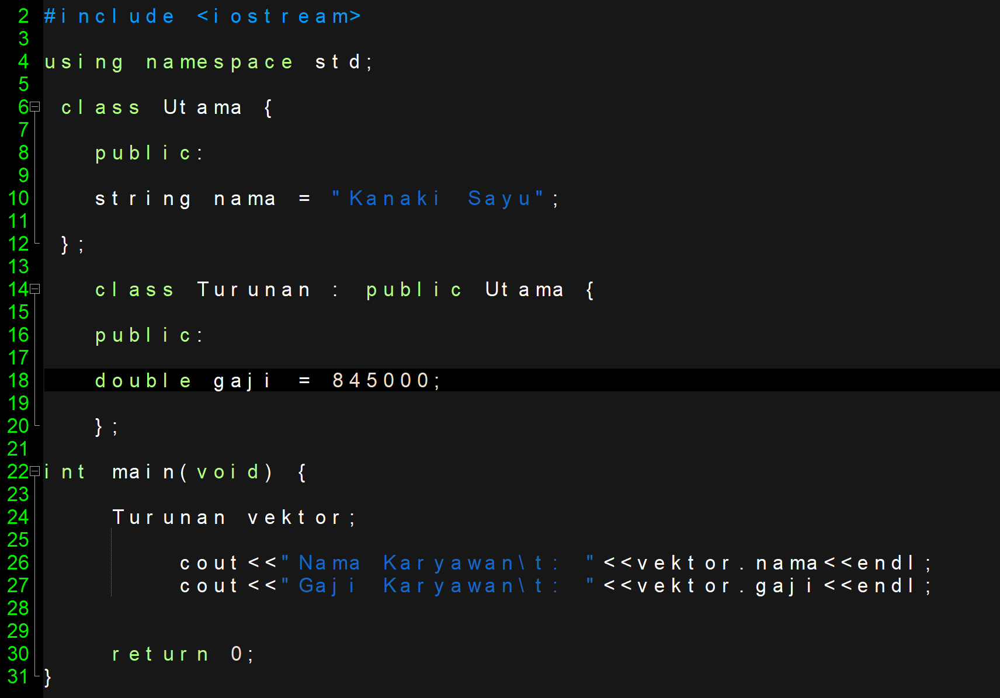 2 #include <iostream>
3
4 using namespace std;
5
6 class Utama {
7
8 public:
9
10 string nama = "Kanaki Sayu";
11
12 };
13
14 class Turunan : public Utama {
15
16 public:
17
18 double gaji = 845000;
19
20 };
21
22 int main(void) {
23
24 Turunan vektor;
25
26 cout<<"Nama Karyawan\t: "<<vektor.nama<<endl;
27 cout<<"Gaji Karyawan\t: "<<vektor.gaji<<endl;
28
29
30 return 0;
31 }